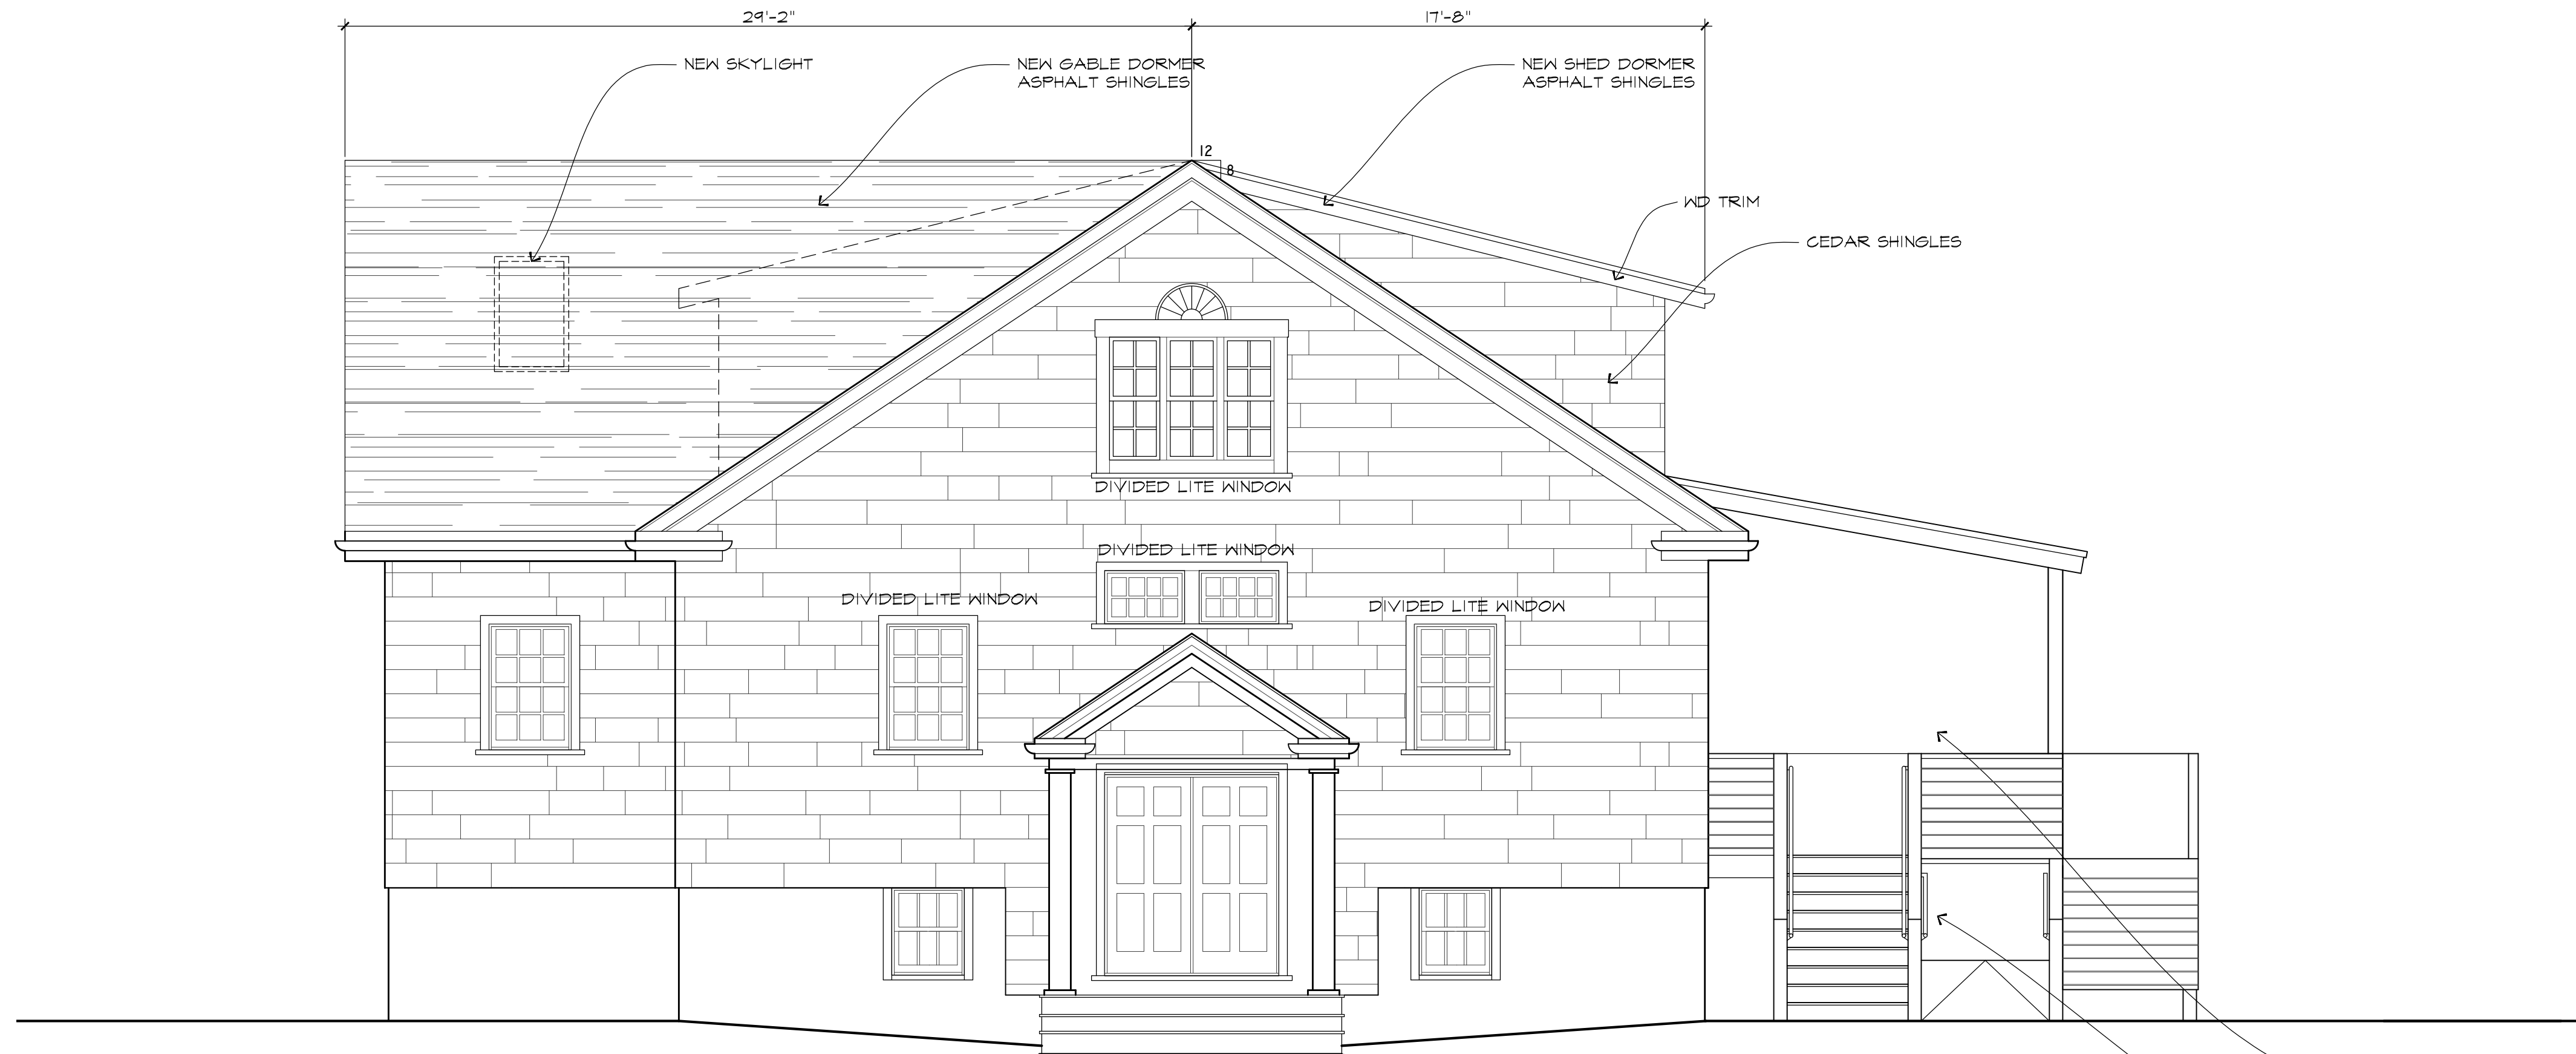 29'-2"
17'-8"
NEW SKYLIGHT
NEW GABLE DORMER
ASPHALT SHINGLES
NEW SHED DORMER
ASPHALT SHINGLES
12
8
WD TRIM
CEDAR SHINGLES
DIVIDED LITE WINDOW
DIVIDED LITE WINDOW
DIVIDED LITE WINDOW
DIVIDED LITE WINDOW